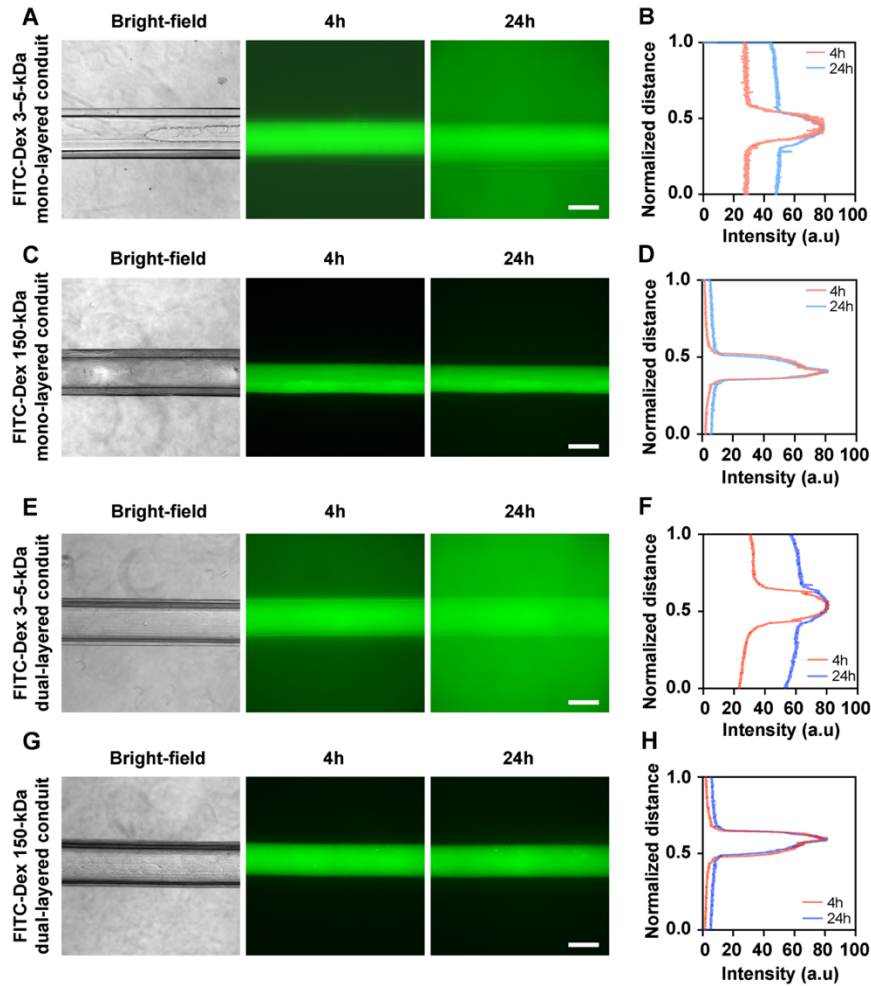 A
Bright-field
4h
24h
B
FITC-Dex 3–5-kDa
mono-layered conduit
Normalized distance
1.0
0.5
0.0
4h
24h
0 20 40 60 80 100
Intensity (a.u)
C
Bright-field
4h
24h
D
FITC-Dex 150-kDa
mono-layered conduit
Normalized distance
1.0
0.5
0.0
4h
24h
0 20 40 60 80 100
Intensity (a.u)
E
Bright-field
4h
24h
F
FITC-Dex 3–5-kDa
dual-layered conduit
Normalized distance
1.0
0.5
0.0
4h
24h
0 20 40 60 80 100
Intensity (a.u)
G
Bright-field
4h
24h
H
FITC-Dex 150-kDa
dual-layered conduit
Normalized distance
1.0
0.5
0.0
4h
24h
0 20 40 60 80 100
Intensity (a.u)